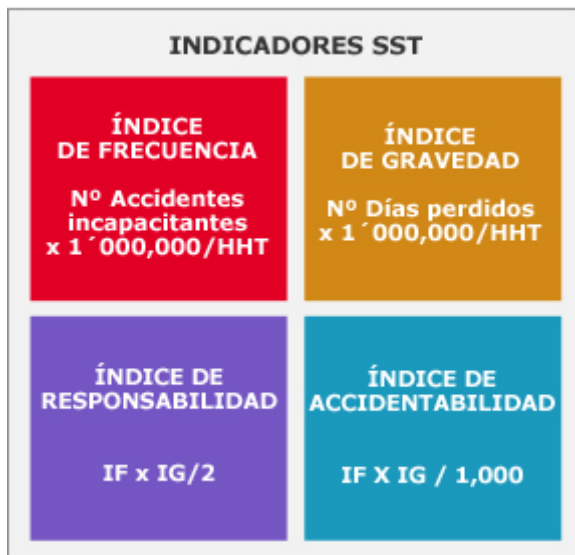 INDICADORES SST
ÍNDICE
DE FRECUENCIA
Nº Accidentes
incapacitantes
x 1´000,000/HHT
ÍNDICE
DE GRAVEDAD
Nº Días perdidos
x 1´000,000/HHT
ÍNDICE DE
RESPONSABILIDAD
IF x IG/2
ÍNDICE DE
ACCIDENTABILIDAD
IF X IG / 1,000